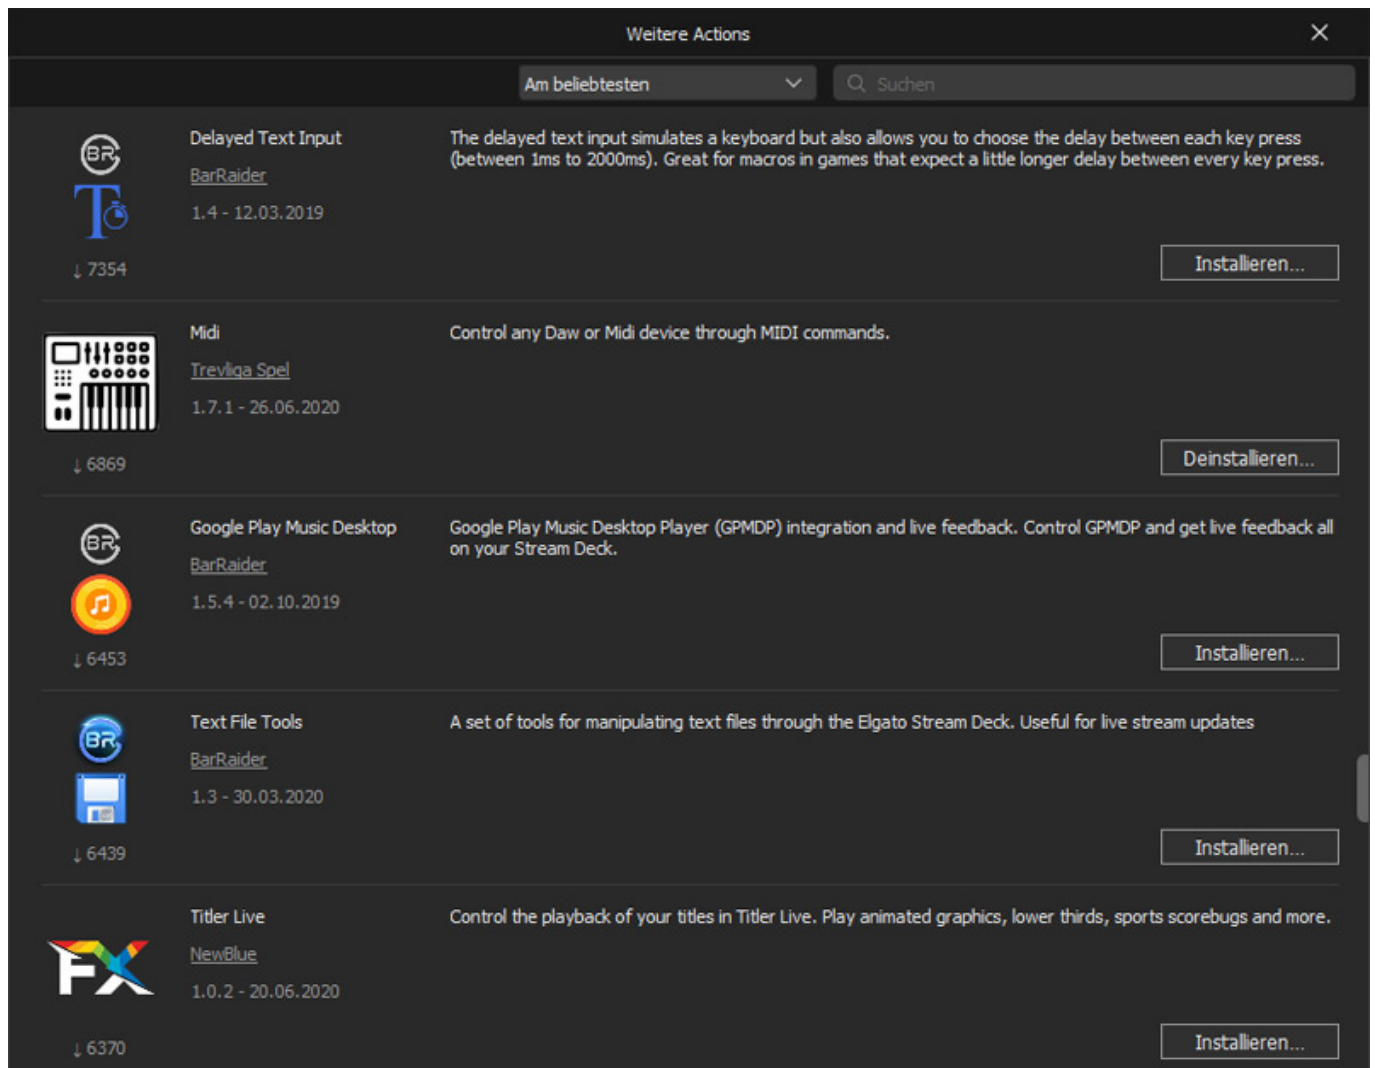 Weitere Actions
Am beliebtesten
Suchen
BR
Delayed Text Input
BarRaider
1.4 - 12.03.2019
↓ 7354
The delayed text input simulates a keyboard but also allows you to choose the delay between each key press
(between 1ms to 2000ms). Great for macros in games that expect a little longer delay between every key press.
Installieren...
Midi
Trevliga Spel
1.7.1 - 26.06.2020
↓ 6869
Control any Daw or Midi device through MIDI commands.
Deinstallieren...
BR
Google Play Music Desktop
BarRaider
1.5.4 - 02.10.2019
↓ 6453
Google Play Music Desktop Player (GPMDP) integration and live feedback. Control GPMDP and get live feedback all
on your Stream Deck.
Installieren...
BR
Text File Tools
BarRaider
1.3 - 30.03.2020
↓ 6439
A set of tools for manipulating text files through the Elgato Stream Deck. Useful for live stream updates
Installieren...
FX
Titler Live
NewBlue
1.0.2 - 20.06.2020
↓ 6370
Control the playback of your titles in Titler Live. Play animated graphics, lower thirds, sports scorebugs and more.
Installieren...